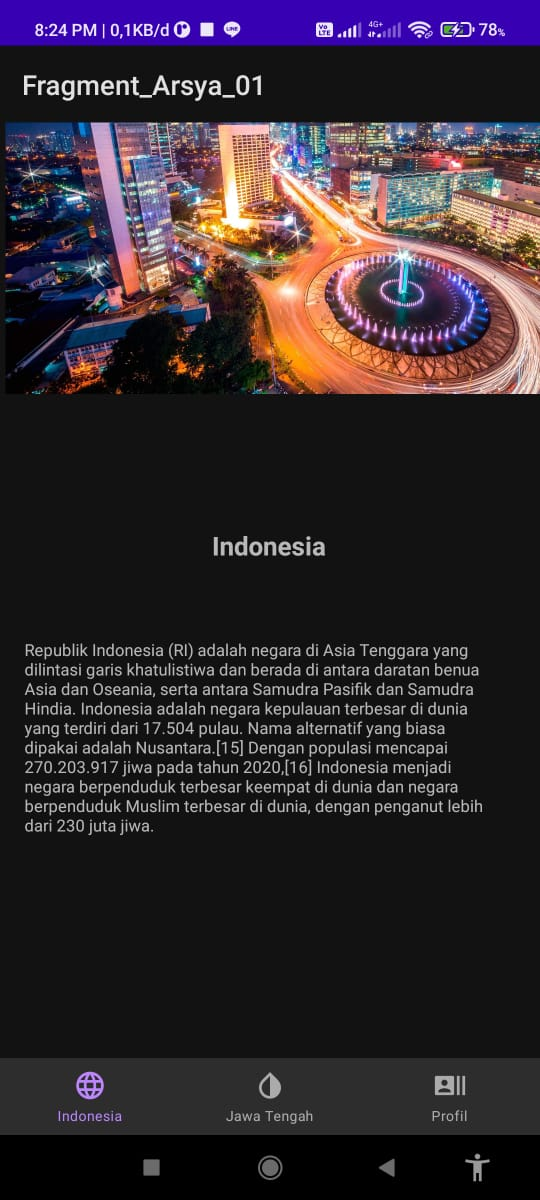 8:24 PM | 0,1KB/d LINE Vo LTE 4G+ 78%
Fragment_Arsya_01
Indonesia
Republik Indonesia (RI) adalah negara di Asia Tenggara yang
dilintasi garis khatulistiwa dan berada di antara daratan benua
Asia dan Oseania, serta antara Samudra Pasifik dan Samudra
Hindia. Indonesia adalah negara kepulauan terbesar di dunia
yang terdiri dari 17.504 pulau. Nama alternatif yang biasa
dipakai adalah Nusantara.[15] Dengan populasi mencapai
270.203.917 jiwa pada tahun 2020,[16] Indonesia menjadi
negara berpenduduk terbesar keempat di dunia dan negara
berpenduduk Muslim terbesar di dunia, dengan penganut lebih
dari 230 juta jiwa.
Indonesia Jawa Tengah Profil